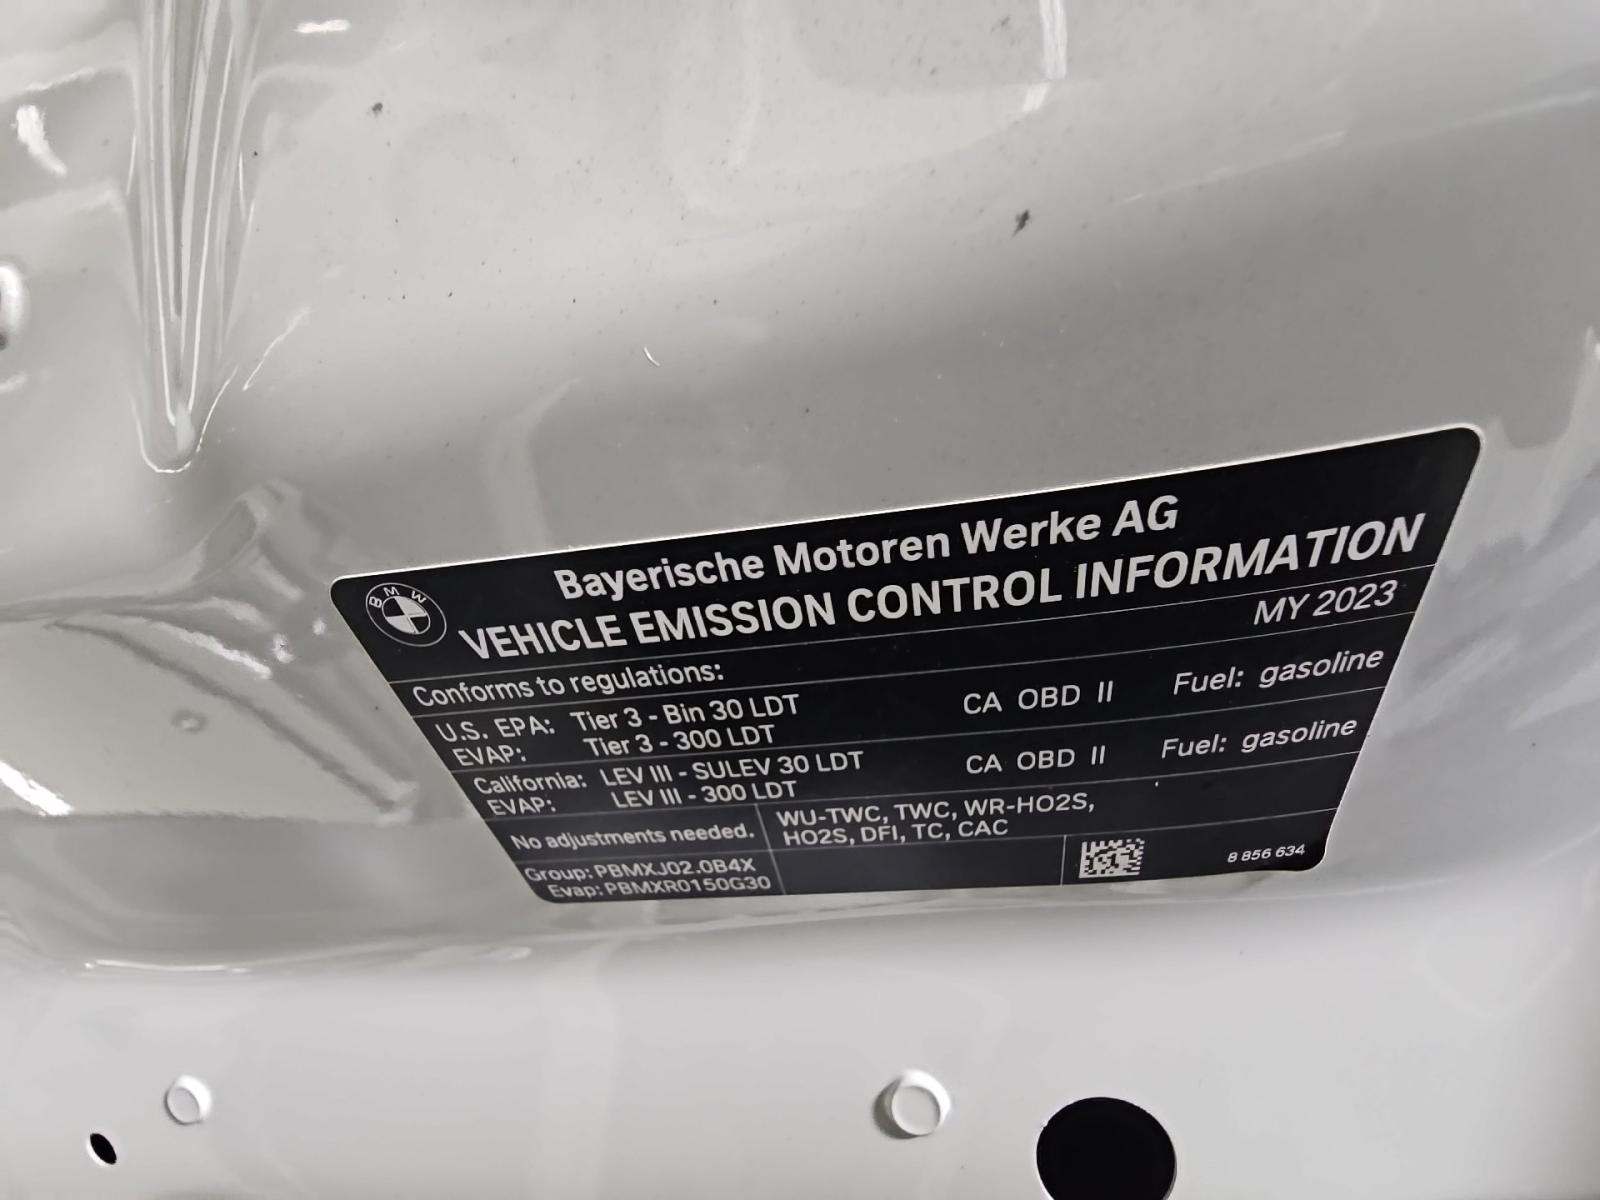 BMW
Bayerische Motoren Werke AG
VEHICLE EMISSION CONTROL INFORMATION
MY 2023
Conforms to regulations:
U.S. EPA: Tier 3 - Bin 30 LDT CA OBD II Fuel: gasoline
EVAP: Tier 3 - 300 LDT
California: LEV III - SULEV 30 LDT CA OBD II Fuel: gasoline
EVAP: LEV III - 300 LDT
No adjustments needed.
WU-TWC, TWC, WR-HO2S,
HO2S, DFI, TC, CAC
Group: PBMXJ02.0B4X
Evap: PBMXR0150G30
8 856 634